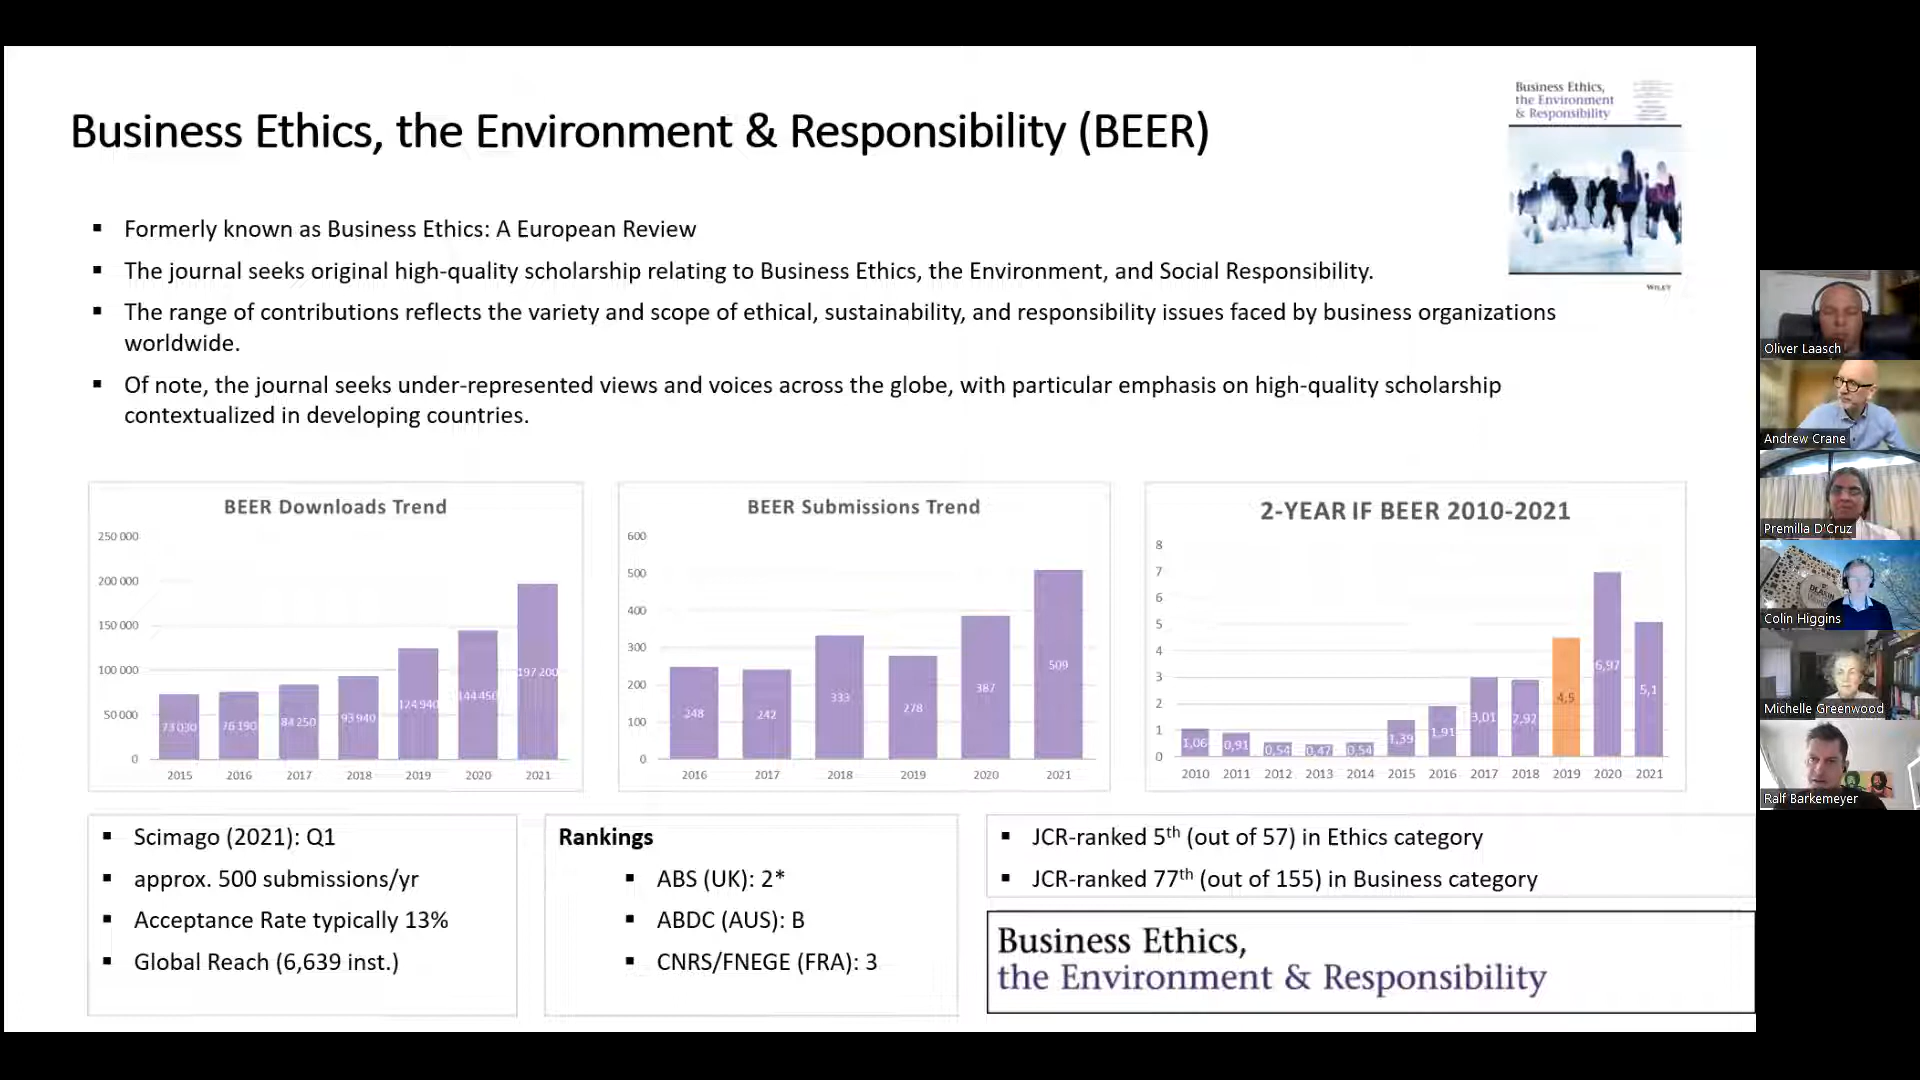 Business Ethics, the Environment & Responsibility (BEER)
Business Ethics,
the Environment
& Responsibility
WILEY
Formerly known as Business Ethics: A European Review
The journal seeks original high-quality scholarship relating to Business Ethics, the Environment, and Social Responsibility.
The range of contributions reflects the variety and scope of ethical, sustainability, and responsibility issues faced by business organizations
worldwide.
Of note, the journal seeks under-represented views and voices across the globe, with particular emphasis on high-quality scholarship
contextualized in developing countries.
BEER Downloads Trend
250 000
200 000
150 000
100 000
50 000
0
73 030
76 190
84 250
93 940
124 940
144 450
197 200
2015 2016 2017 2018 2019 2020 2021
BEER Submissions Trend
600
500
400
300
200
100
0
248
242
333
278
387
509
2016 2017 2018 2019 2020 2021
2-YEAR IF BEER 2010-2021
8
7
6
5
4
3
2
1
0
1,06
0,91
0,54
0,47
0,54
1,39
1,91
3,01
2,92
4,5
6,97
5,1
2010 2011 2012 2013 2014 2015 2016 2017 2018 2019 2020 2021
Scimago (2021): Q1
approx. 500 submissions/yr
Acceptance Rate typically 13%
Global Reach (6,639 inst.)
Rankings
ABS (UK): 2*
ABDC (AUS): B
CNRS/FNEGE (FRA): 3
JCR-ranked 5th (out of 57) in Ethics category
JCR-ranked 77th (out of 155) in Business category
Business Ethics,
the Environment & Responsibility
Oliver Laasch
Andrew Crane
Premilla D'Cruz
DEAKIN
Colin Higgins
Michelle Greenwood
Ralf Barkemeyer